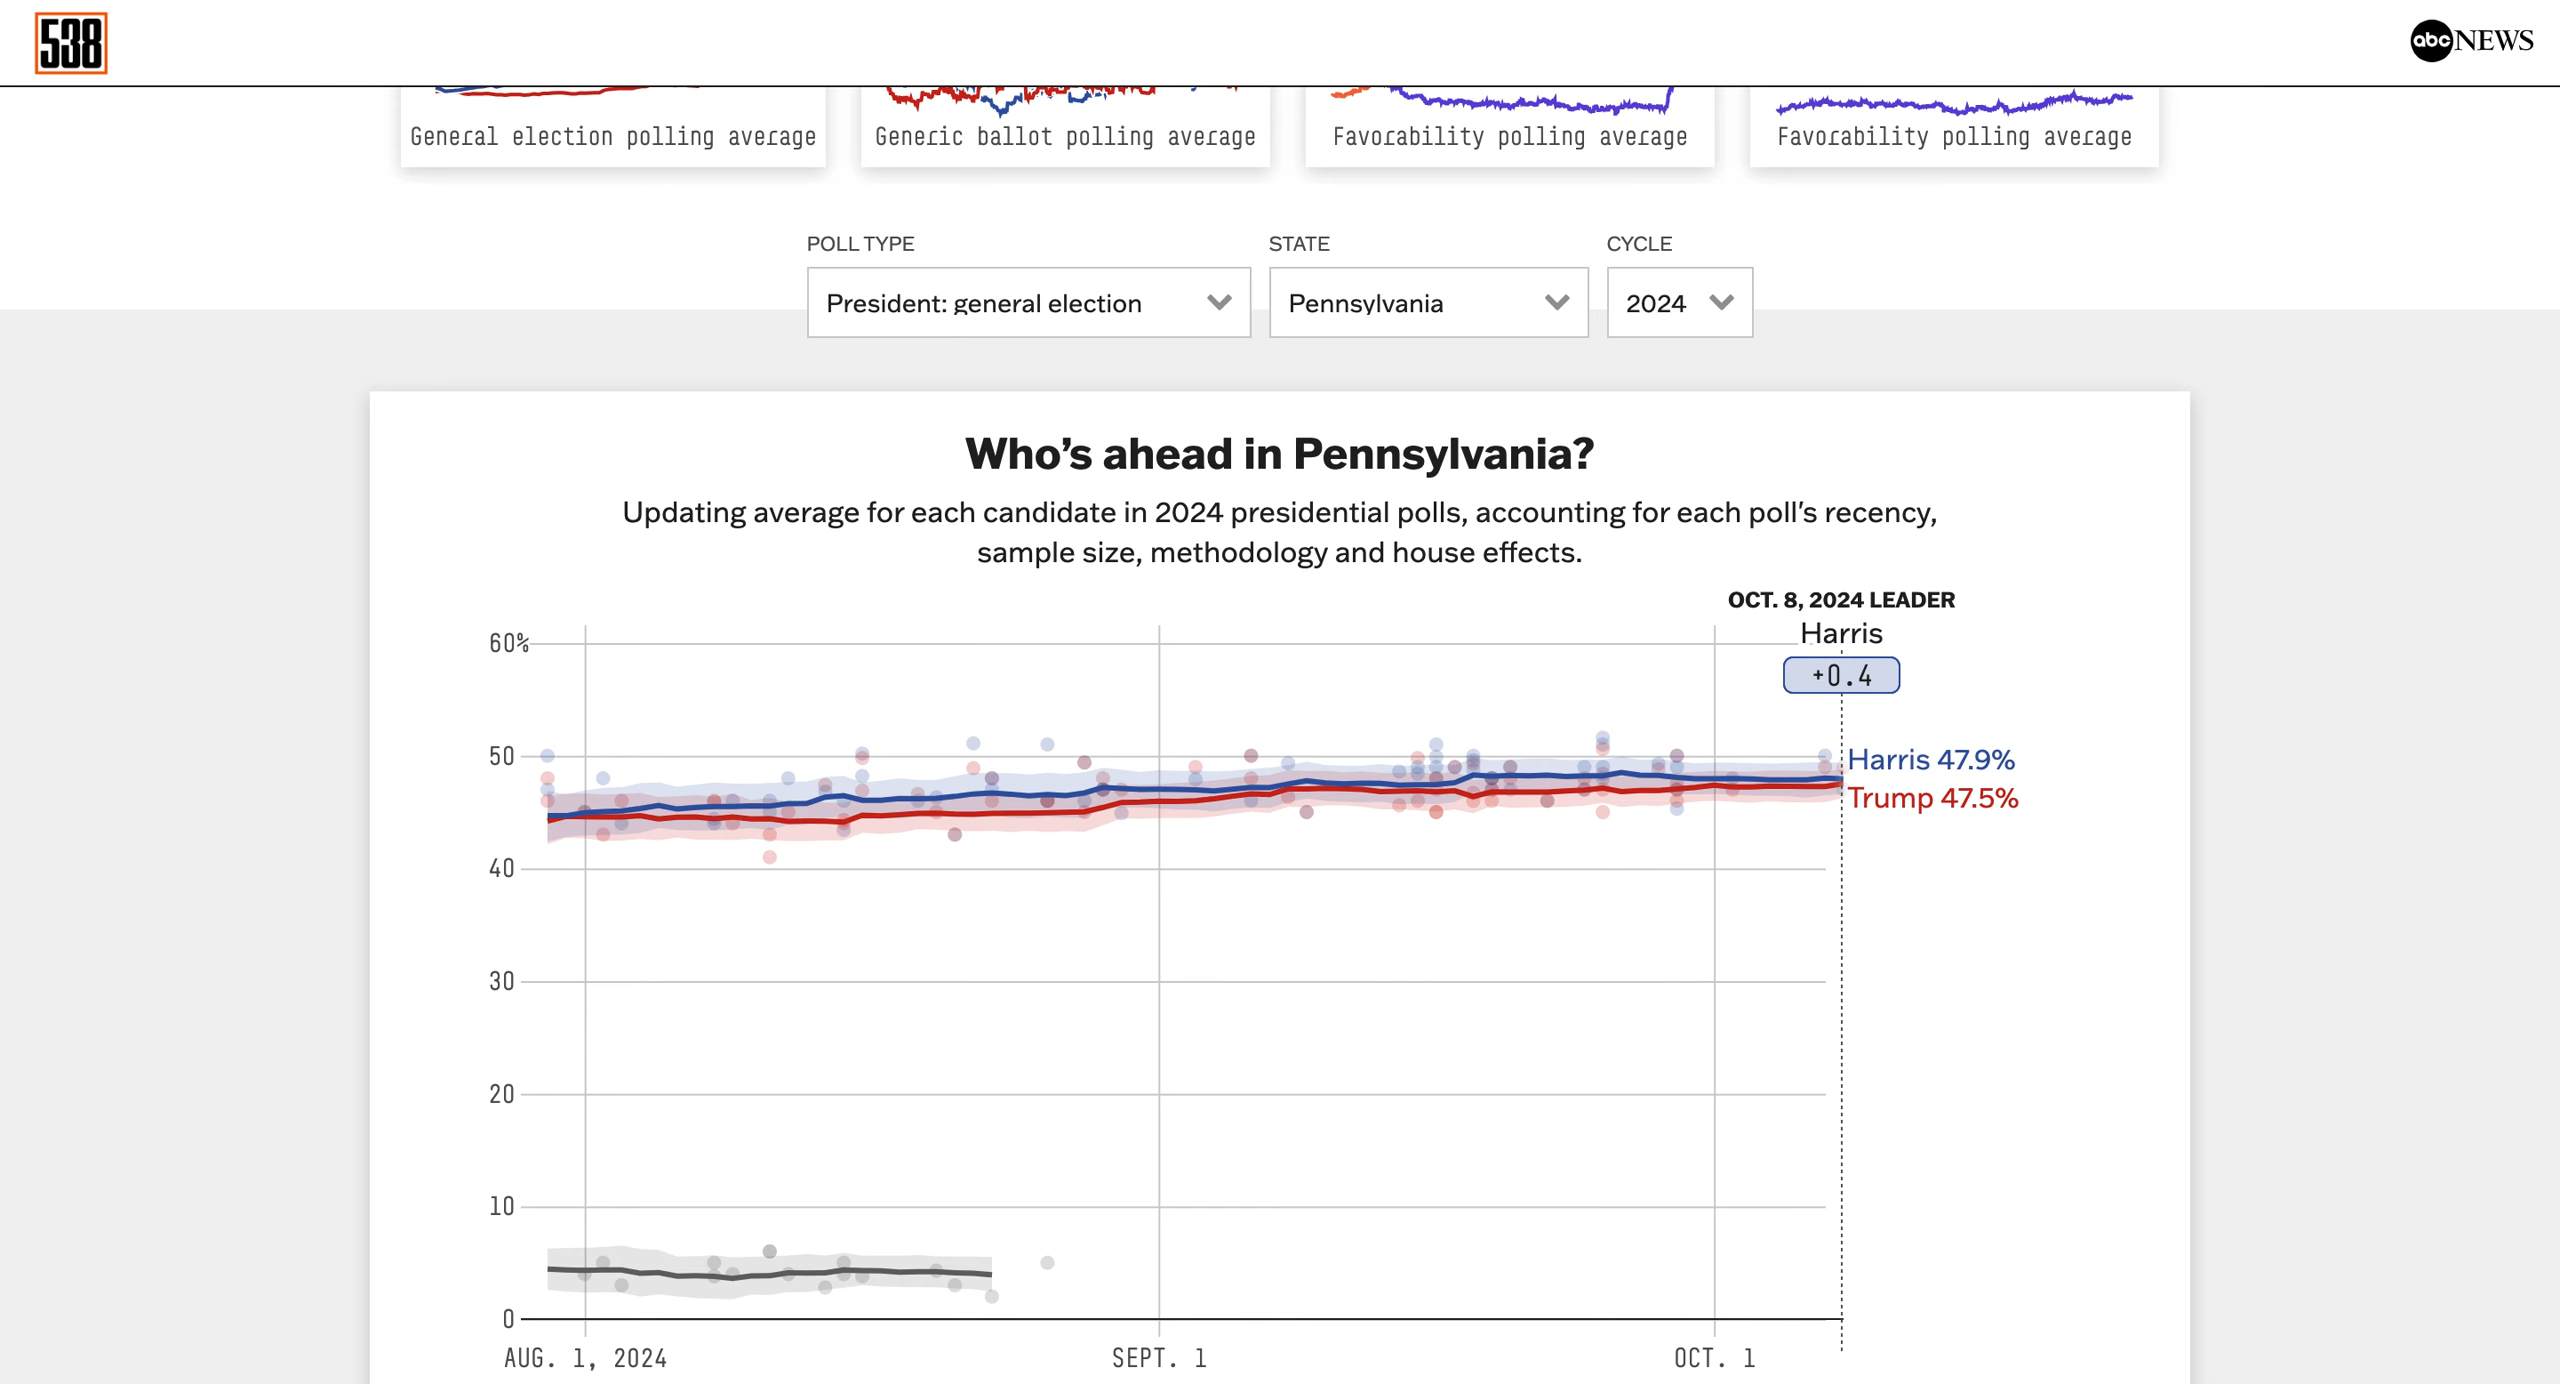 538
abc NEWS
General election polling average
Generic ballot polling average
Favorability polling average
Favorability polling average
POLL TYPE
STATE
CYCLE
President: general election
Pennsylvania
2024
Who's ahead in Pennsylvania?
Updating average for each candidate in 2024 presidential polls, accounting for each poll's recency,
sample size, methodology and house effects.
OCT. 8, 2024 LEADER
Harris
+0.4
60%
50
40
30
20
10
0
Harris 47.9%
Trump 47.5%
AUG. 1, 2024
SEPT. 1
OCT. 1